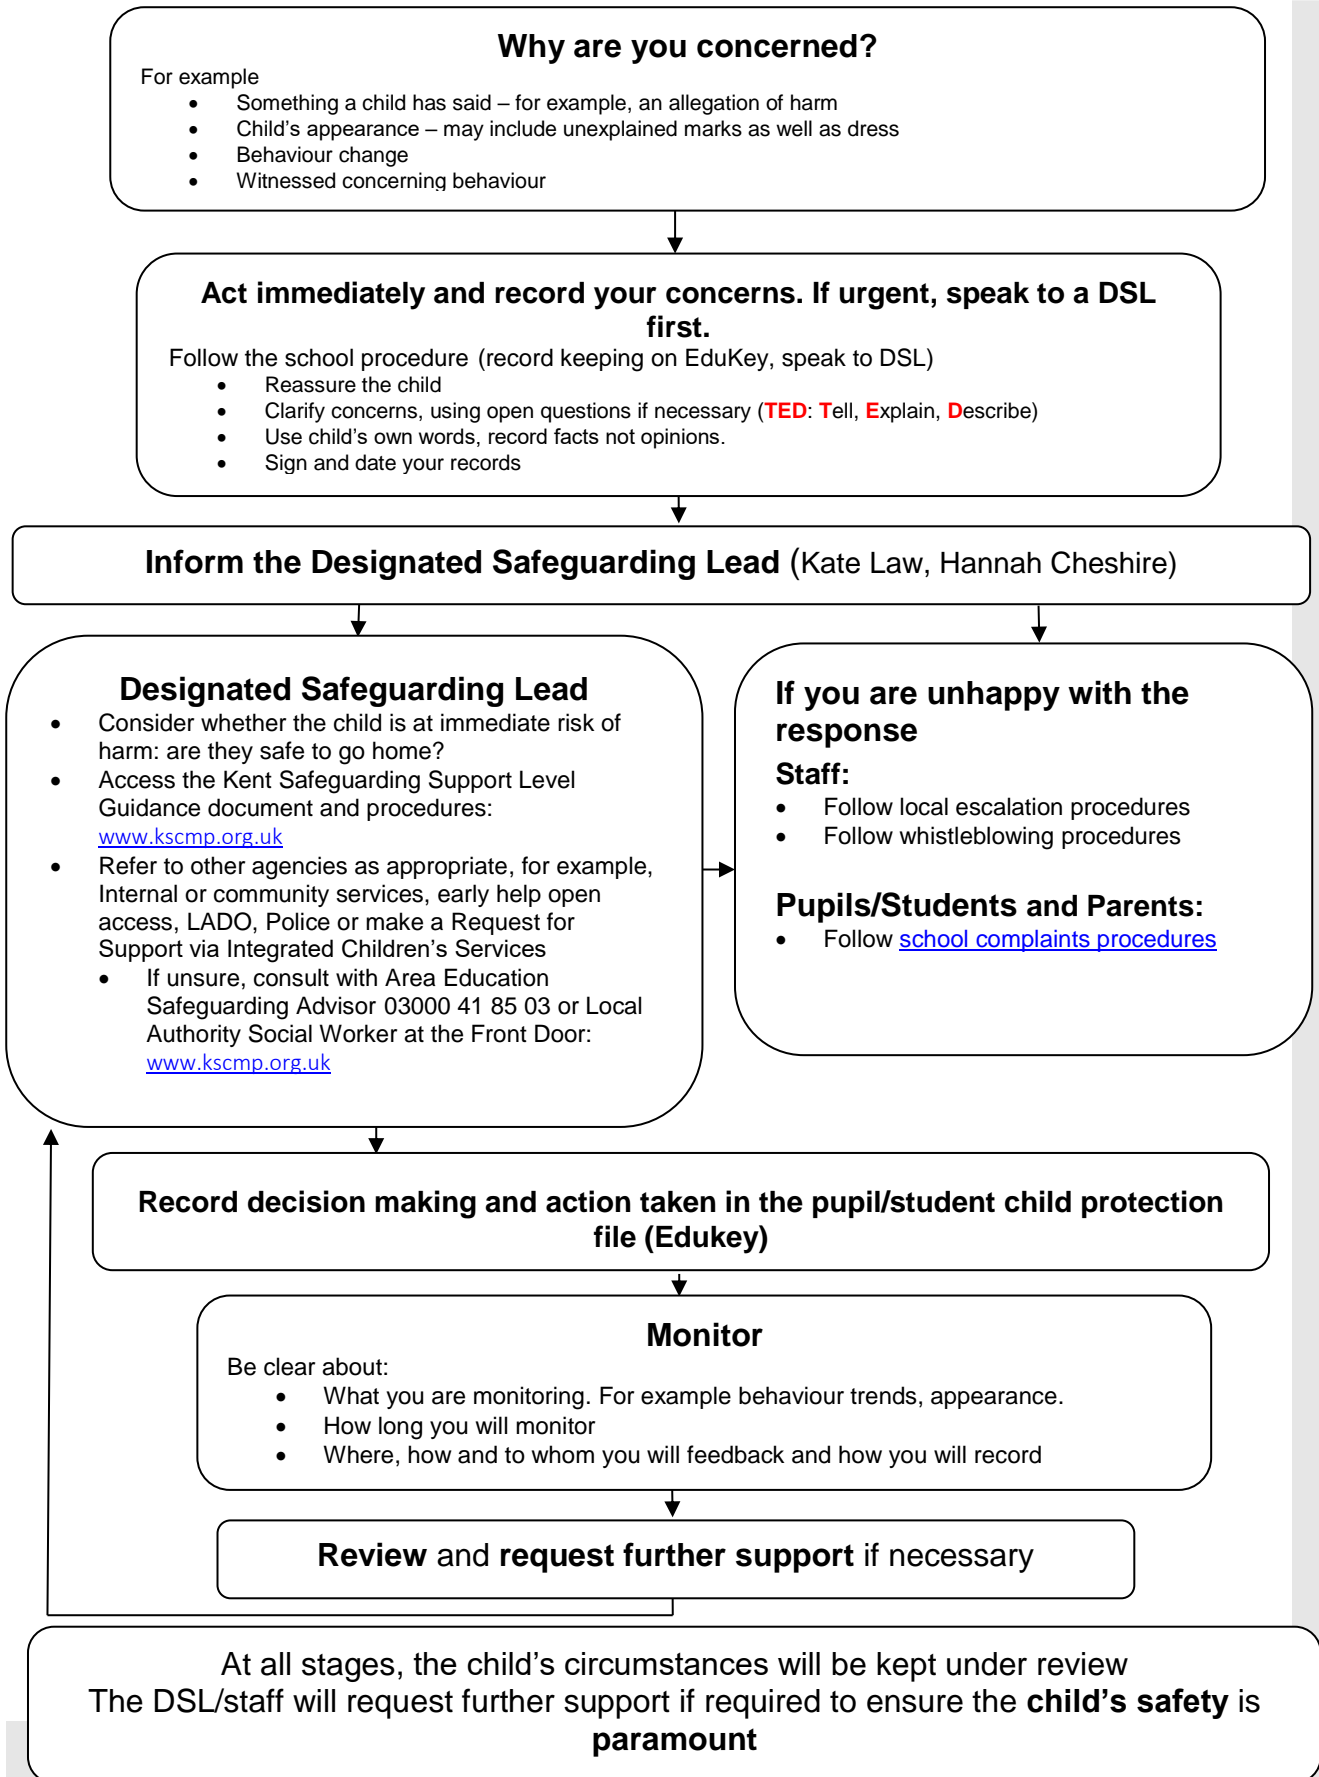 Why are you concerned?
For example
• Something a child has said – for example, an allegation of harm
• Child's appearance – may include unexplained marks as well as dress
• Behaviour change
• Witnessed concerning behaviour
Act immediately and record your concerns. If urgent, speak to a DSL
first.
Follow the school procedure (record keeping on EduKey, speak to DSL)
• Reassure the child
• Clarify concerns, using open questions if necessary (TED: Tell, Explain, Describe)
• Use child's own words, record facts not opinions.
• Sign and date your records
Inform the Designated Safeguarding Lead (Kate Law, Hannah Cheshire)
Designated Safeguarding Lead
• Consider whether the child is at immediate risk of
harm: are they safe to go home?
• Access the Kent Safeguarding Support Level
Guidance document and procedures:
www.kscmp.org.uk
• Refer to other agencies as appropriate, for example,
Internal or community services, early help open
access, LADO, Police or make a Request for
Support via Integrated Children's Services
• If unsure, consult with Area Education
Safeguarding Advisor 03000 41 85 03 or Local
Authority Social Worker at the Front Door:
www.kscmp.org.uk
If you are unhappy with the
response
Staff:
• Follow local escalation procedures
• Follow whistleblowing procedures
Pupils/Students and Parents:
• Follow school complaints procedures
Record decision making and action taken in the pupil/student child protection
file (Edukey)
Monitor
Be clear about:
• What you are monitoring. For example behaviour trends, appearance.
• How long you will monitor
• Where, how and to whom you will feedback and how you will record
Review and request further support if necessary
At all stages, the child's circumstances will be kept under review
The DSL/staff will request further support if required to ensure the child's safety is
paramount